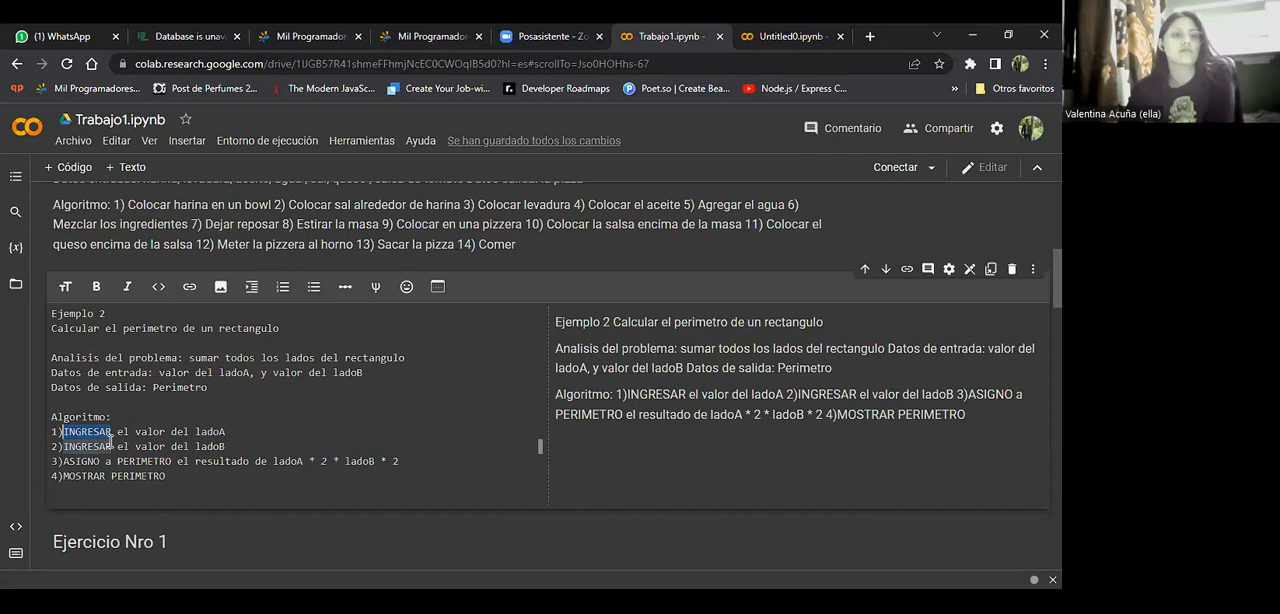 (1) WhatsApp
Database is unav
Mil Programador
Mil Programador
Posasistente - Zo
Trabajo1.ipynb -
Untitled0.ipynb -
Mil Programadores...
Post de Perfumes 2...
The Modern JavaSc...
Create Your Job-wi...
Developer Roadmaps
Poet.so | Create Bea...
Node.js / Express C...
Otros favoritos
Trabajo1.ipynb
Archivo Editar Ver Insertar Entorno de ejecución Herramientas Ayuda Se han guardado todos los cambios
Comentario
Compartir
+ Código + Texto
Conectar
Editar
Algoritmo: 1) Colocar harina en un bowl 2) Colocar sal alrededor de harina 3) Colocar levadura 4) Colocar el aceite 5) Agregar el agua 6)
Mezclar los ingredientes 7) Dejar reposar 8) Estirar la masa 9) Colocar en una pizzera 10) Colocar la salsa encima de la masa 11) Colocar el
queso encima de la salsa 12) Meter la pizzera al horno 13) Sacar la pizza 14) Comer
Ejemplo 2
Calcular el perimetro de un rectangulo
Analisis del problema: sumar todos los lados del rectangulo
Datos de entrada: valor del ladoA, y valor del ladoB
Datos de salida: Perimetro
Algoritmo:
1)INGRESAR el valor del ladoA
2)INGRESAR el valor del ladoB
3)ASIGNO a PERIMETRO el resultado de ladoA * 2 * ladoB * 2
4)MOSTRAR PERIMETRO
Ejemplo 2 Calcular el perimetro de un rectangulo
Analisis del problema: sumar todos los lados del rectangulo Datos de entrada: valor del
ladoA, y valor del ladoB Datos de salida: Perimetro
Algoritmo: 1)INGRESAR el valor del ladoA 2)INGRESAR el valor del ladoB 3)ASIGNO a
PERIMETRO el resultado de ladoA * 2 * ladoB * 2 4)MOSTRAR PERIMETRO
Ejercicio Nro 1
Valentina Acuña (ella)